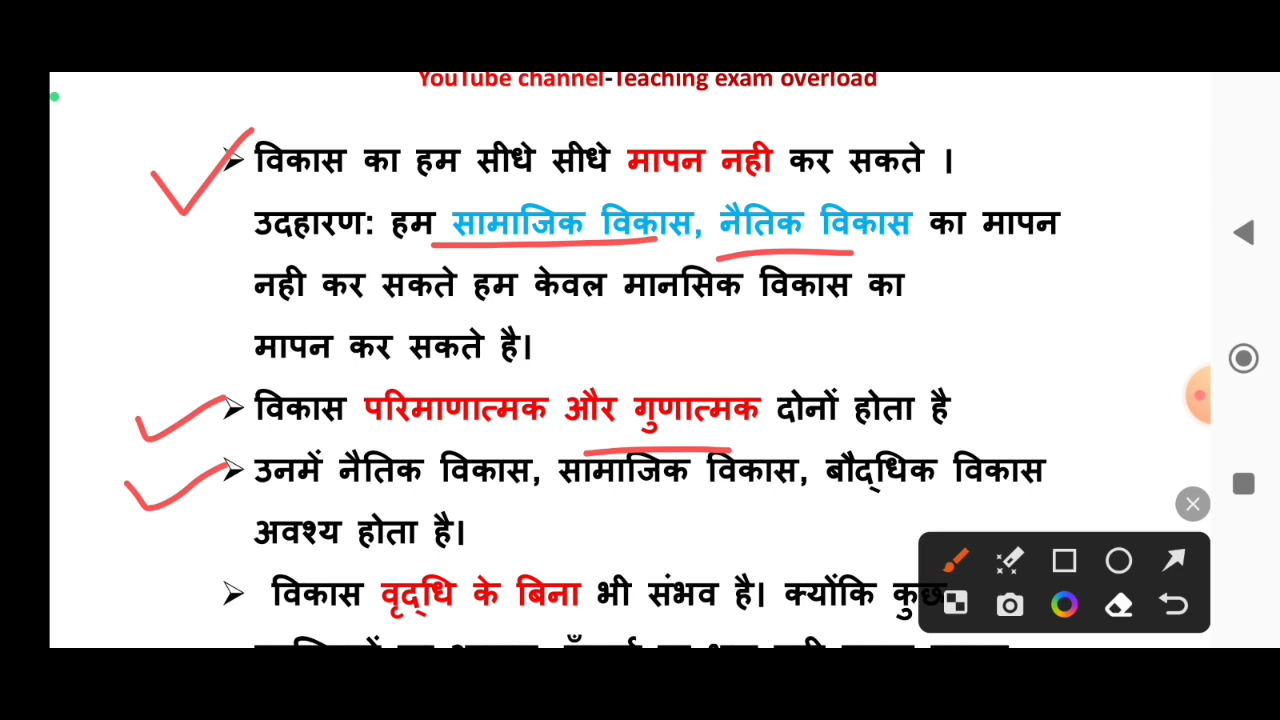 YouTube channel-Teaching exam overload
विकास का हम सीधे सीधे मापन नही कर सकते ।
उदहारण: हम सामाजिक विकास, नैतिक विकास का मापन
नही कर सकते हम केवल मानसिक विकास का
मापन कर सकते है।
विकास परिमाणात्मक और गुणात्मक दोनों होता है
उनमें नैतिक विकास, सामाजिक विकास, बौद्धिक विकास
अवश्य होता है।
विकास वृद्धि के बिना भी संभव है। क्योंकि कुछ